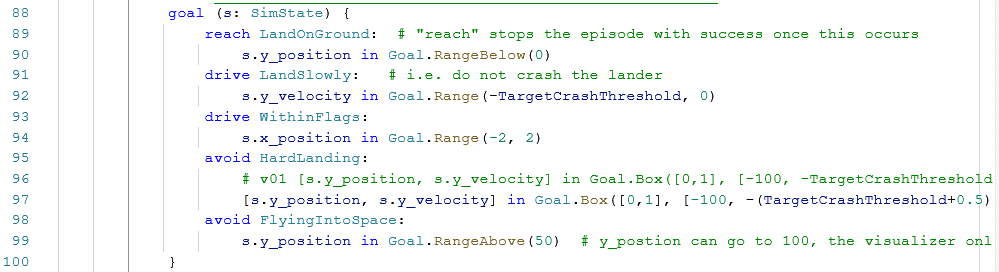 88 goal (s: SimState) {
89 reach LandOnGround: # "reach" stops the episode with success once this occurs
90 s.y_position in Goal.RangeBelow(0)
91 drive LandSlowly: # i.e. do not crash the lander
92 s.y_velocity in Goal.Range(-TargetCrashThreshold, 0)
93 drive WithinFlags:
94 s.x_position in Goal.Range(-2, 2)
95 avoid HardLanding:
96 # v01 [s.y_position, s.y_velocity] in Goal.Box([0,1], [-100, -TargetCrashThreshold
97 [s.y_position, s.y_velocity] in Goal.Box([0,1], [-100, -(TargetCrashThreshold+0.5)
98 avoid FlyingIntoSpace:
99 s.y_position in Goal.RangeAbove(50) # y_postion can go to 100, the visualizer onl
100 }